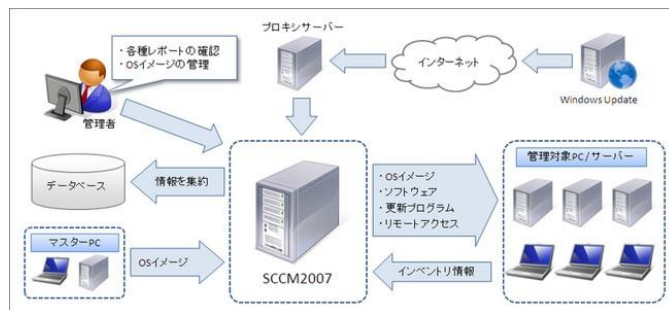 ・各種レポートの確認
・OSイメージの管理
管理者
プロキシサーバー
インターネット
Windows Update
データベース
情報を集約
マスターPC
OSイメージ
SCCM2007
・OSイメージ
・ソフトウェア
・更新プログラム
・リモートアクセス
インベントリ情報
管理対象PC/サーバー